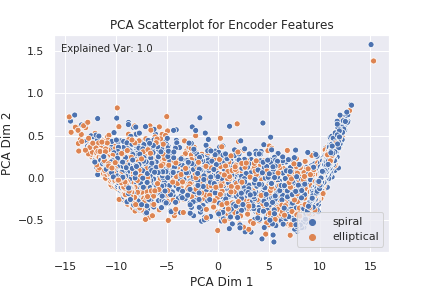 PCA Scatterplot for Encoder Features
Explained Var: 1.0
1.5
1.0
0.5
0.0
−0.5
PCA Dim 2
−15
−10
−5
0
5
10
15
PCA Dim 1
spiral
elliptical